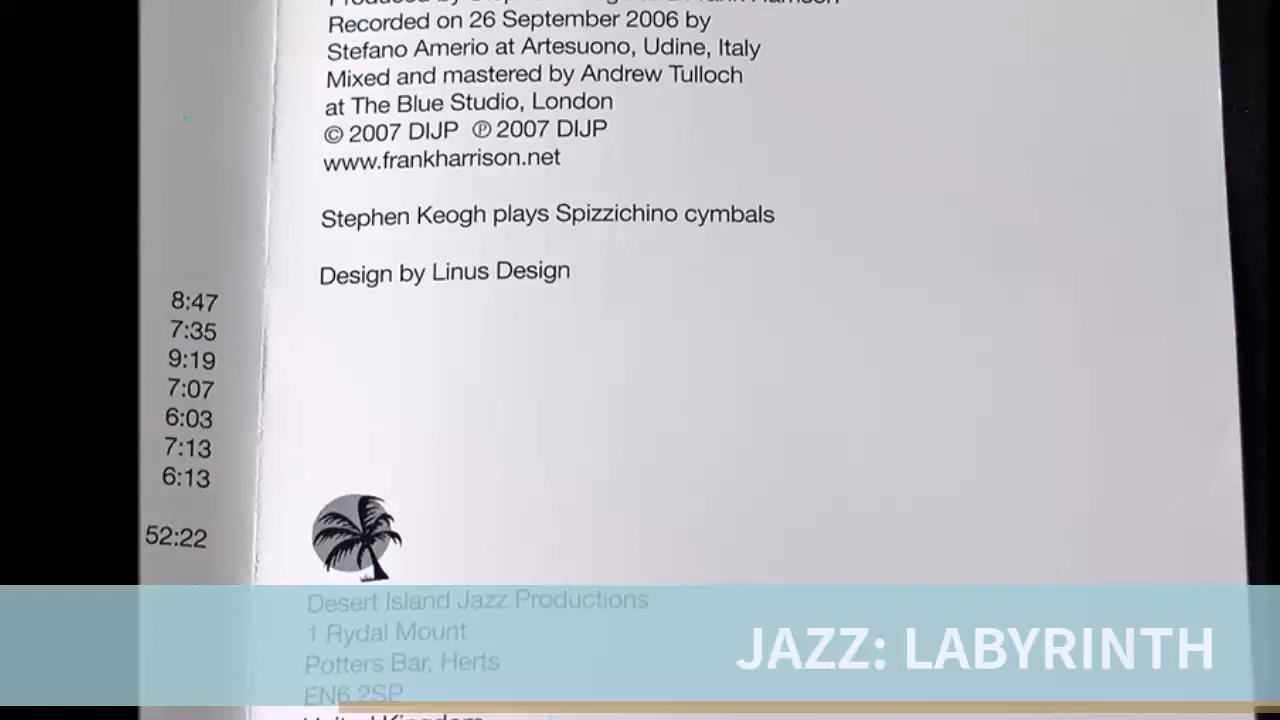 Recorded on 26 September 2006 by
Stefano Amerio at Artesuono, Udine, Italy
Mixed and mastered by Andrew Tulloch
at The Blue Studio, London
© 2007 DIJP ℗ 2007 DIJP
www.frankharrison.net
Stephen Keogh plays Spizzichino cymbals
Design by Linus Design
8:47
7:35
9:19
7:07
6:03
7:13
6:13
52:22
Desert Island Jazz Productions
1 Rydal Mount
Potters Bar, Herts
EN6 2SP
United Kingdom
JAZZ: LABYRINTH